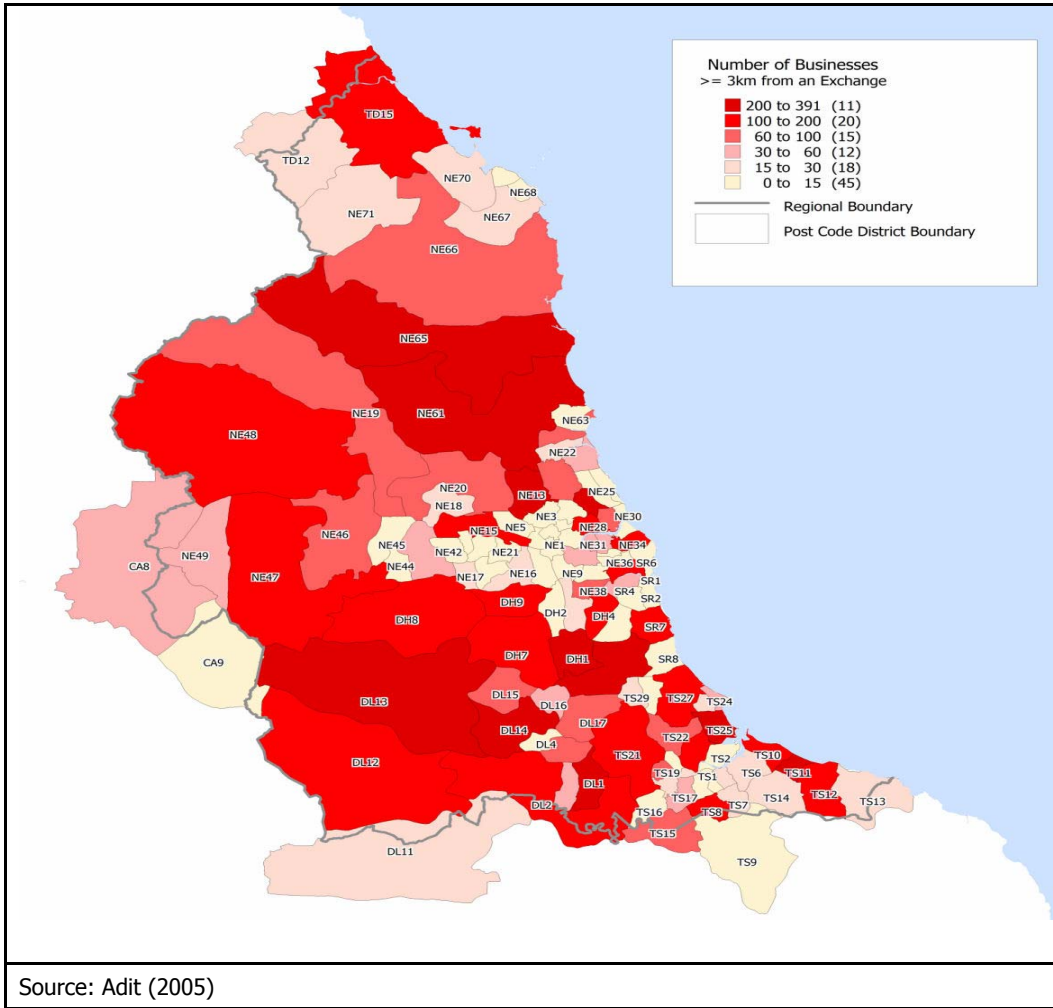 Number of Businesses
>= 3km from an Exchange
200 to 391 (11)
100 to 200 (20)
60 to 100 (15)
30 to 60 (12)
15 to 30 (18)
0 to 15 (45)
Regional Boundary
Post Code District Boundary
TD15
TD12
NE70
NE68
NE71
NE67
NE66
NE65
NE19
NE61
NE63
NE48
NE22
NE20
NE13
NE25
NE18
NE3
NE30
NE15
NE5
NE28
NE46
NE45
NE42
NE21
NE1
NE31
NE34
NE49
NE44
NE36
SR6
CA8
NE47
NE17
NE16
NE9
SR1
NE38
SR4
SR2
DH9
DH2
DH4
DH8
SR7
DH7
DH1
SR8
CA9
DL13
DL15
TS29
TS27
TS24
DL16
DL17
DL14
TS22
TS25
DL4
TS21
TS2
TS10
DL12
TS19
TS1
TS6
TS11
DL1
TS17
TS14
TS12
TS13
DL2
TS16
TS8
TS7
TS15
DL11
TS9
Source: Adit (2005)